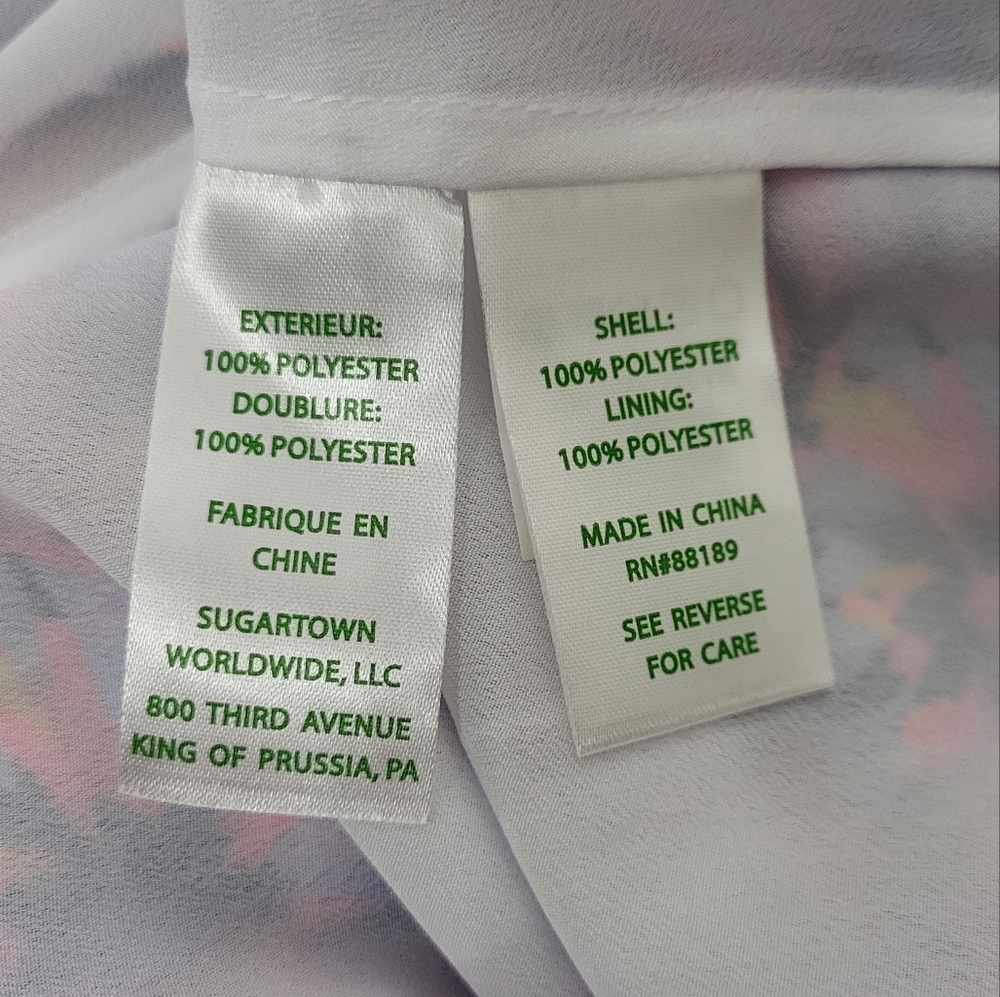 EXTERIEUR:
100% POLYESTER
DOUBLURE:
100% POLYESTER
FABRIQUE EN
CHINE
SUGARTOWN
WORLDWIDE, LLC
800 THIRD AVENUE
KING OF PRUSSIA, PA
SHELL:
100% POLYESTER
LINING:
100% POLYESTER
MADE IN CHINA
RN#88189
SEE REVERSE
FOR CARE